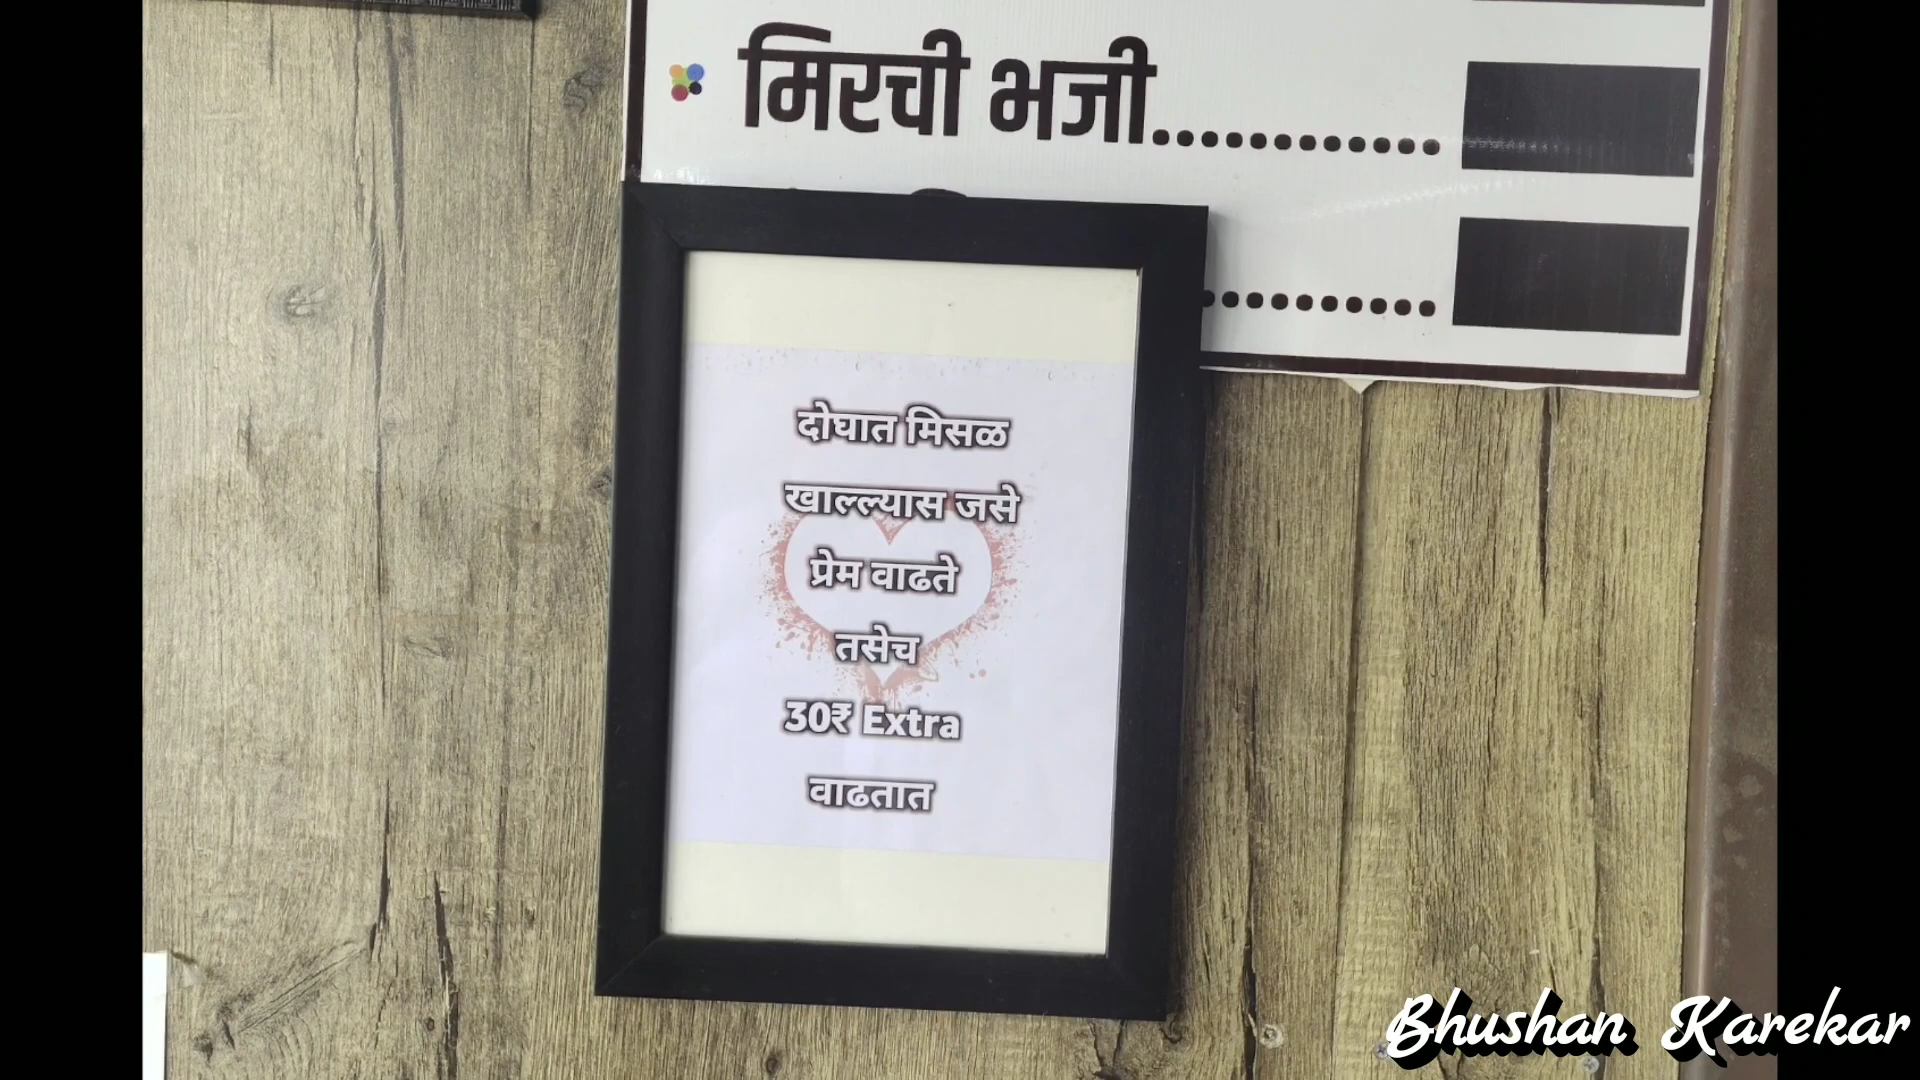 मिरची भजी............
..........
दोघात मिसळ
खाल्ल्यास जसे
प्रेम वाढते
तसेच
30₹ Extra
वाढतात
Bhushan Karekar